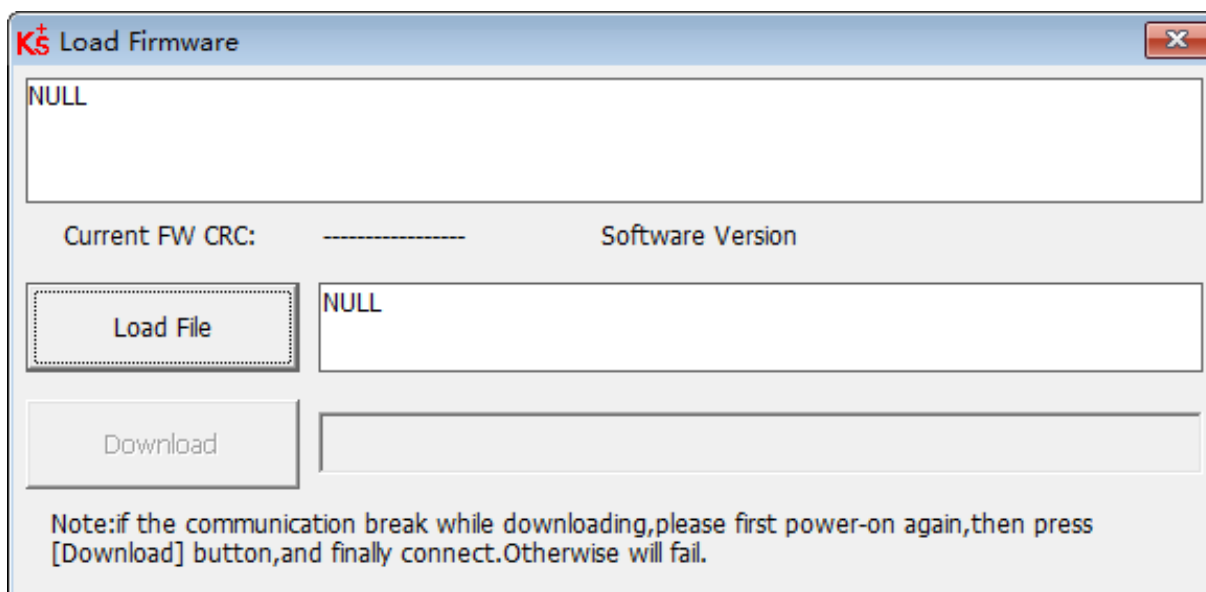 K+S Load Firmware
NULL
Current FW CRC: ----------------- Software Version
Load File NULL
Download
Note:if the communication break while downloading,please first power-on again,then press
[Download] button,and finally connect.Otherwise will fail.